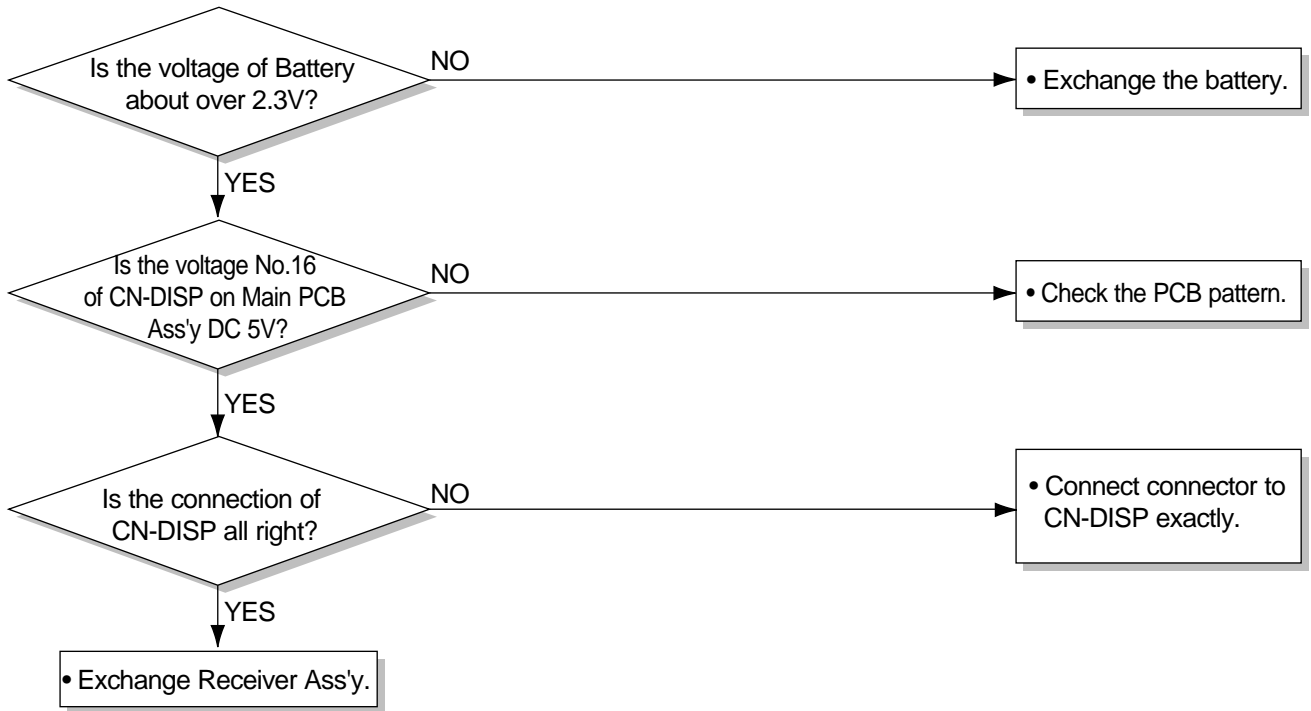 Is the voltage of Battery
about over 2.3V?
NO
• Exchange the battery.
YES
Is the voltage No.16
of CN-DISP on Main PCB
Ass'y DC 5V?
NO
• Check the PCB pattern.
YES
Is the connection of
CN-DISP all right?
NO
• Connect connector to
CN-DISP exactly.
YES
• Exchange Receiver Ass'y.